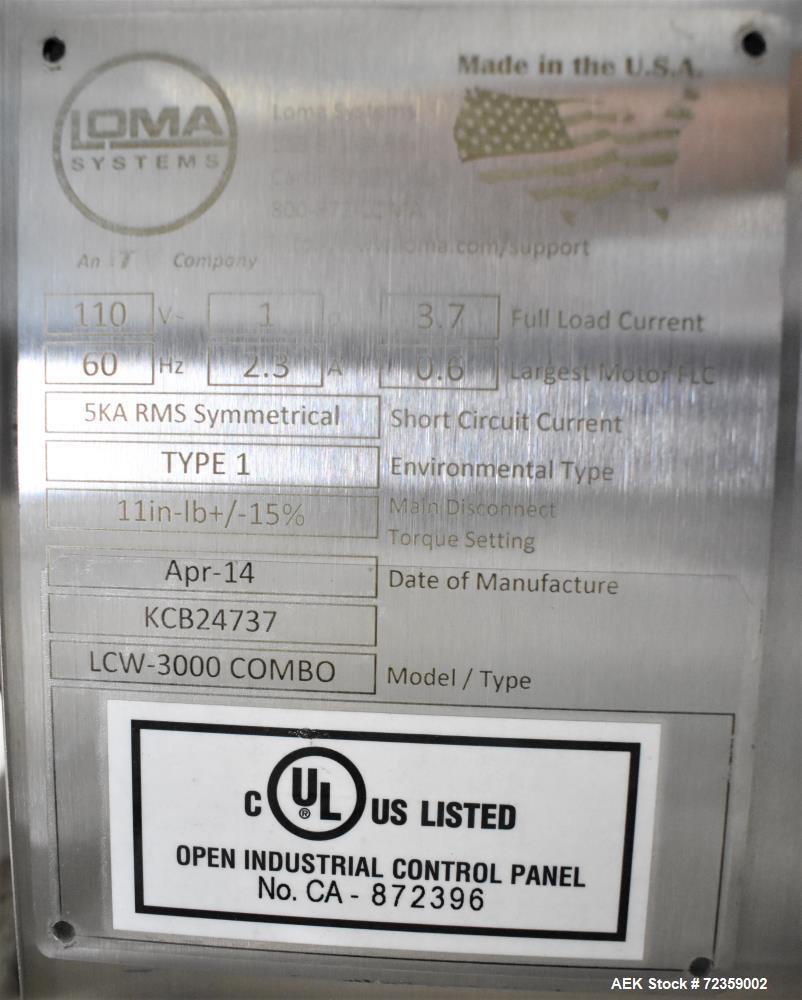 Made in the U.S.A.
LOMA
SYSTEMS
Loma Systems
800
.loma.com/support
An Company
110 V~ 1 3.7 Full Load Current
60 Hz 2.3 A 0.6 Largest Motor FLC
5KA RMS Symmetrical Short Circuit Current
TYPE 1 Environmental Type
11in-lb+/-15% Main Disconnect
Torque Setting
Apr-14 Date of Manufacture
KCB24737
LCW-3000 COMBO Model / Type
C UL ® US LISTED
OPEN INDUSTRIAL CONTROL PANEL
No. CA - 872396
AEK Stock # 72359002